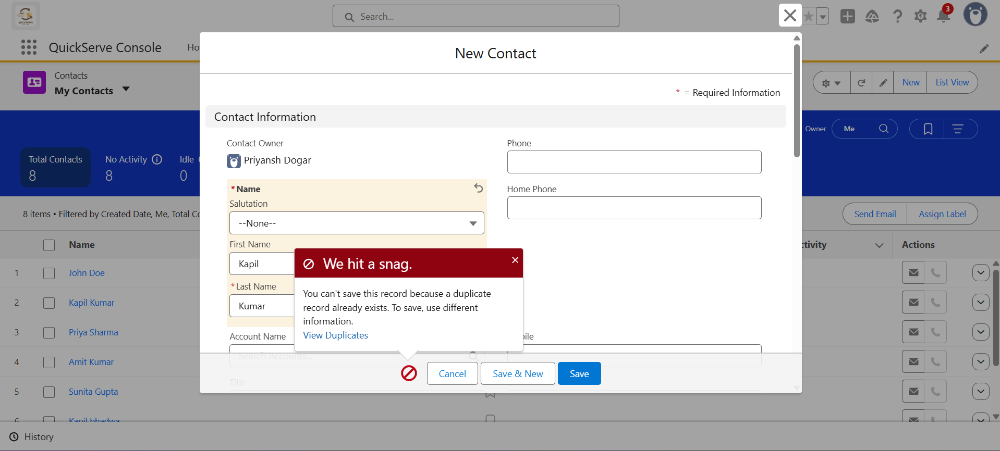 QUICKSERVE
Search...
3
QuickServe Console
Ho
New Contact
Contacts
My Contacts
New
List View
* = Required Information
Contact Information
Owner
Me
Contact Owner
Priyansh Dogar
Phone
Total Contacts
8
No Activity
8
Idle
0
* Name
Salutation
--None--
Home Phone
8 items • Filtered by Created Date, Me, Total Co
Send Email
Assign Label
First Name
Kapil
* Last Name
Kumar
We hit a snag.
You can't save this record because a duplicate
record already exists. To save, use different
information.
View Duplicates
Account Name
Search Accounts...
bile
Title
Cancel
Save & New
Save
Name
ctivity
Actions
1
John Doe
2
Kapil Kumar
3
Priya Sharma
4
Amit Kumar
5
Sunita Gupta
6
Kapil bhadwa
History